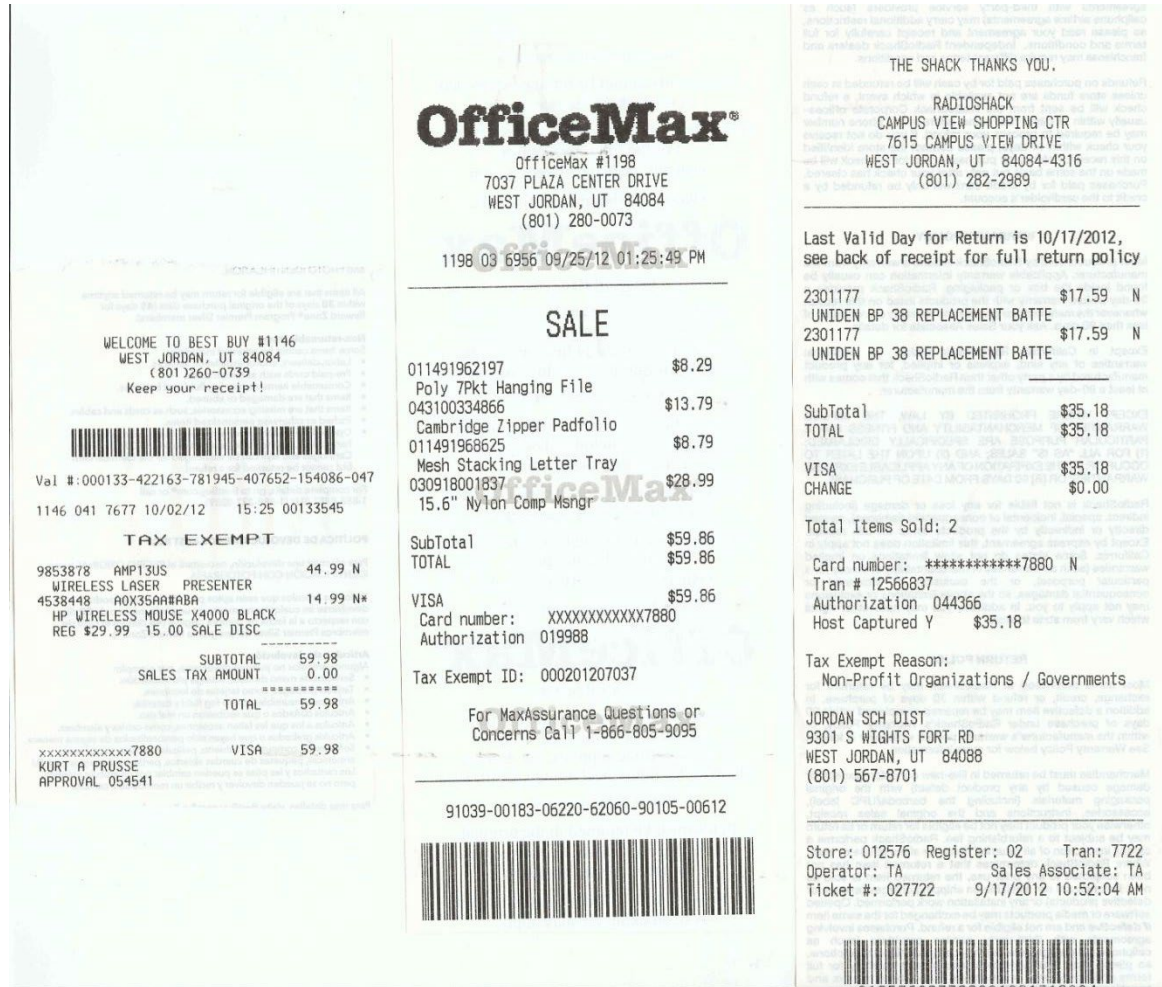 WELCOME TO BEST BUY #1146
WEST JORDAN, UT 84084
(801)260-0739
Keep your receipt!
Val #:000133-422163-781945-407652-154086-047
1146 041 7677 10/02/12 15:25 00133545
TAX EXEMPT
9853878 AMP13US 44.99 N
WIRELESS LASER PRESENTER
4538448 A0X35AA#ABA 14.99 N*
HP WIRELESS MOUSE X4000 BLACK
REG $29.99 15.00 SALE DISC
SUBTOTAL 59.98
SALES TAX AMOUNT 0.00
TOTAL 59.98
xxxxxxxxxxxx7880 VISA 59.98
KURT A PRUSSE
APPROVAL 054541
OfficeMax®
OfficeMax #1198
7037 PLAZA CENTER DRIVE
WEST JORDAN, UT 84084
(801) 280-0073
OfficeMax
1198 03 6956 09/25/12 01:25:49 PM
SALE
011491962197 $8.29
Poly 7Pkt Hanging File
043100334866 $13.79
Cambridge Zipper Padfolio
011491968625 $8.79
Mesh Stacking Letter Tray
030918001837 $28.99
15.6" Nylon Comp Msngr
OfficeMax
SubTotal $59.86
TOTAL $59.86
VISA $59.86
Card number: XXXXXXXXXXXX7880
Authorization 019988
Tax Exempt ID: 000201207037
OfficeMax
For MaxAssurance Questions or
Concerns Call 1-866-805-9095
91039-00183-06220-62060-90105-00612
THE SHACK THANKS YOU.
RADIOSHACK
CAMPUS VIEW SHOPPING CTR
7615 CAMPUS VIEW DRIVE
WEST JORDAN, UT 84084-4316
(801) 282-2989
Last Valid Day for Return is 10/17/2012,
see back of receipt for full return policy
2301177 $17.59 N
UNIDEN BP 38 REPLACEMENT BATTE
2301177 $17.59 N
UNIDEN BP 38 REPLACEMENT BATTE
SubTotal $35.18
TOTAL $35.18
VISA $35.18
CHANGE $0.00
Total Items Sold: 2
Card number: ************7880 N
Tran # 12566837
Authorization 044366
Host Captured Y $35.18
Tax Exempt Reason:
Non-Profit Organizations / Governments
JORDAN SCH DIST
9301 S WIGHTS FORT RD
WEST JORDAN, UT 84088
(801) 567-8701
Store: 012576 Register: 02 Tran: 7722
Operator: TA Sales Associate: TA
Ticket #: 027722 9/17/2012 10:52:04 AM